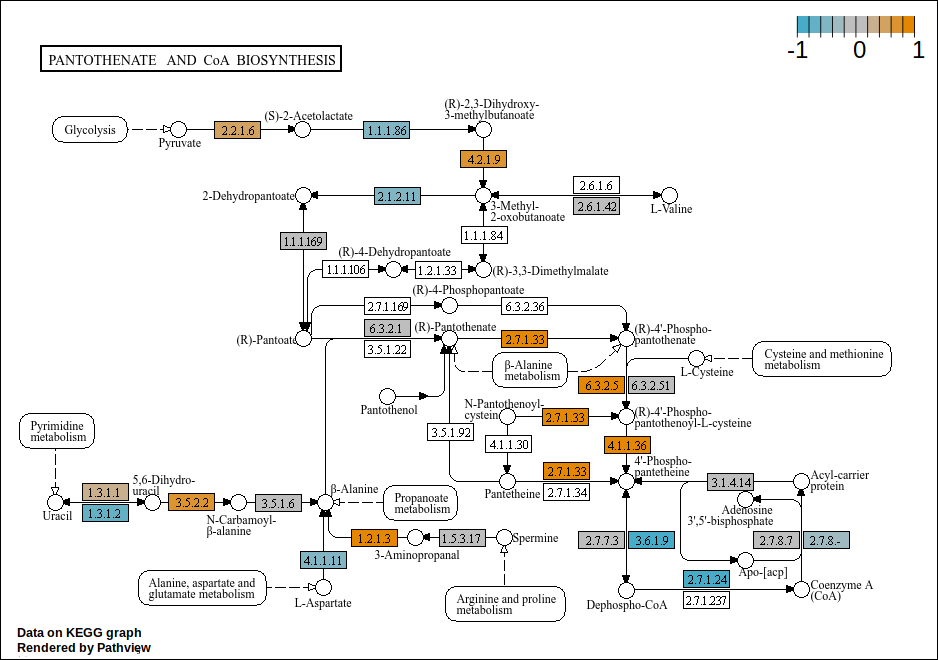 -1 0 1
PANTOTHENATE AND CoA BIOSYNTHESIS
Glycolysis
Pyruvate
2.2.1.6
(S)-2-Acetolactate
1.1.1.86
(R)-2,3-Dihydroxy-
3-methylbutanoate
4.2.1.9
2-Dehydropantoate
2.1.2.11
3-Methyl-
2-oxobutanoate
2.6.1.6
2.6.1.42
L-Valine
1.1.1.169
1.1.1.84
(R)-4-Dehydropantoate
1.1.1.106
1.2.1.33
(R)-3,3-Dimethylmalate
(R)-4-Phosphopantoate
2.7.1.169
6.3.2.36
(R)-Pantoate
6.3.2.1
3.5.1.22
(R)-Pantothenate
2.7.1.33
(R)-4'-Phospho-
pantothenate
β-Alanine
metabolism
L-Cysteine
Cysteine and methionine
metabolism
6.3.2.5
6.3.2.51
Pantothenol
N-Pantothenoyl-
cystein
2.7.1.33
(R)-4'-Phospho-
pantothenoyl-L-cysteine
3.5.1.92
4.1.1.30
4.1.1.36
Pyrimidine
metabolism
4'-Phospho-
pantetheine
2.7.1.33
2.7.1.34
Pantetheine
3.1.4.14
Acyl-carrier
protein
Uracil
1.3.1.1
1.3.1.2
5,6-Dihydro-
uracil
3.5.2.2
N-Carbamoyl-
β-alanine
3.5.1.6
β-Alanine
Propanoate
metabolism
Adenosine
3',5'-bisphosphate
1.2.1.3
3-Aminopropanal
1.5.3.17
Spermine
2.7.7.3
3.6.1.9
2.7.8.7
2.7.8.-
4.1.1.11
Apo-[acp]
Alanine, aspartate and
glutamate metabolism
L-Aspartate
Arginine and proline
metabolism
Dephospho-CoA
2.7.1.24
2.7.1.237
Coenzyme A
(CoA)
Data on KEGG graph
Rendered by Pathview